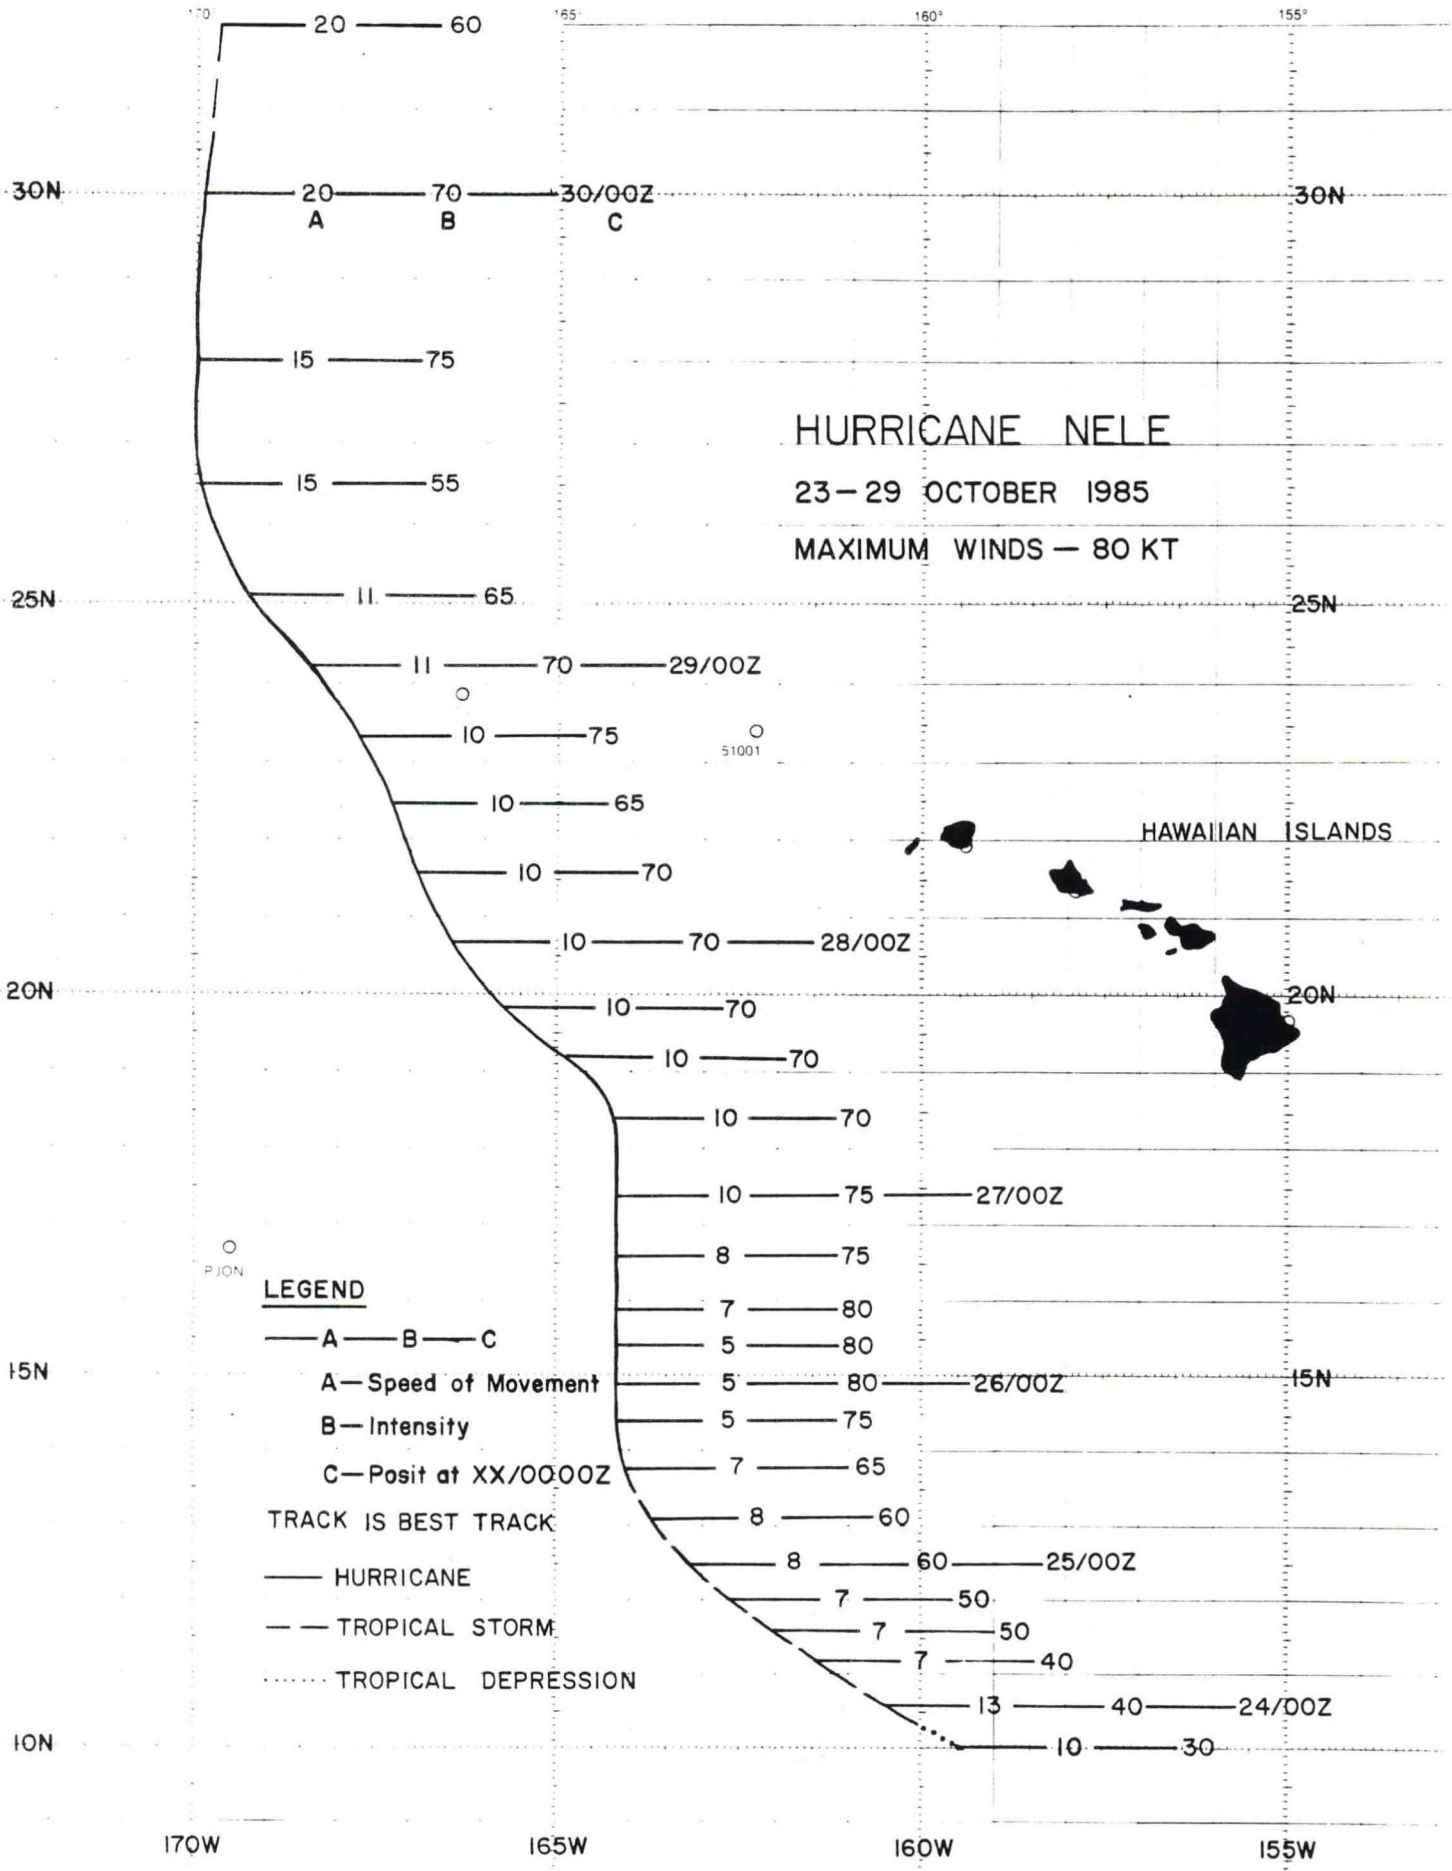 170° 165° 160° 155°
20 60
30N 20 70 30/00Z 30N
A B C
15 75
HURRICANE NELE
15 55
23-29 OCTOBER 1985
MAXIMUM WINDS — 80 KT
11 65
25N 25N
11 70 29/00Z
10 75
51001
10 65
HAWAIIAN ISLANDS
10 70
10 70 28/00Z
20N 20N
10 70
10 70
10 70
10 75 27/00Z
8 75
PJON
LEGEND
7 80
A B C
5 80
15N 15N
A—Speed of Movement
5 80 26/00Z
B—Intensity
5 75
C—Posit at XX/0000Z
7 65
TRACK IS BEST TRACK
8 60
8 60 25/00Z
HURRICANE
7 50
TROPICAL STORM
7 50
7 40
TROPICAL DEPRESSION
13 40 24/00Z
10N
10 30
170W 165W 160W 155W